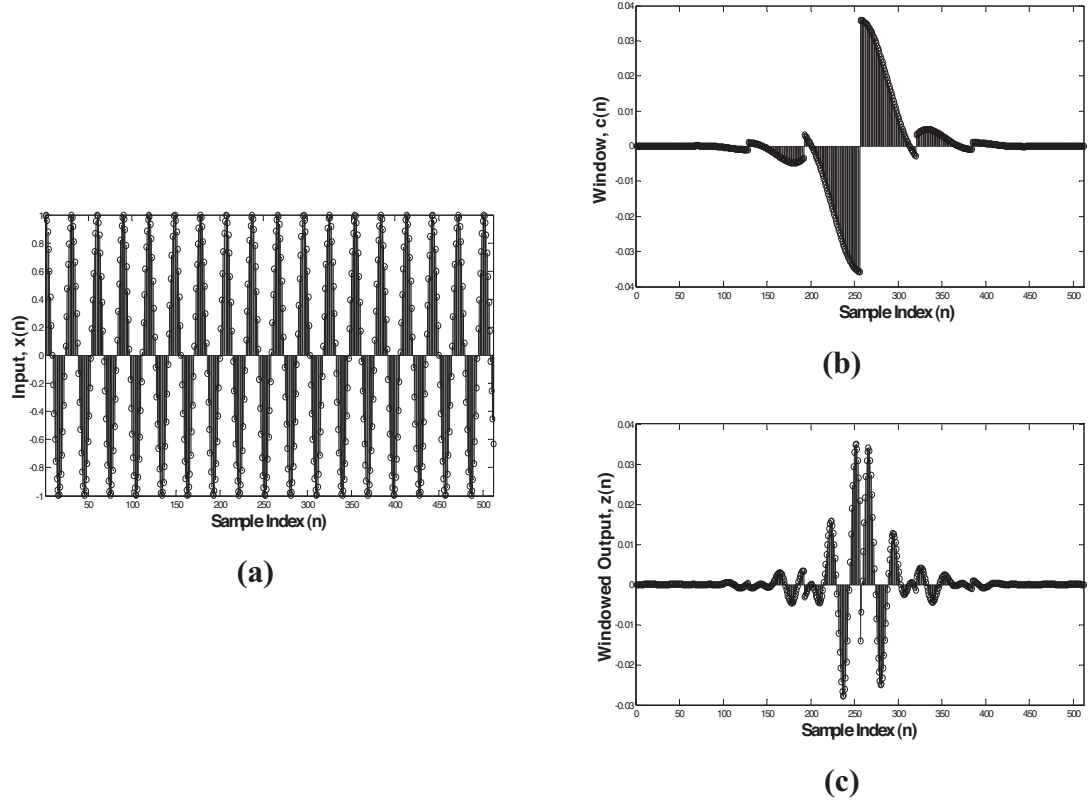 1
0.8
0.6
0.4
0.2
0
-0.2
-0.4
-0.6
-0.8
-1
Input, x(n)
50 100 150 200 250 300 350 400 450 500
Sample Index (n)
(a)
0.04
0.03
0.02
0.01
0
-0.01
-0.02
-0.03
-0.04
Window, c(n)
0 50 100 150 200 250 300 350 400 450 500
Sample Index (n)
(b)
0.04
0.03
0.02
0.01
0
-0.01
-0.02
-0.03
Windowed Output, z(n)
0 50 100 150 200 250 300 350 400 450 500
Sample Index (n)
(c)